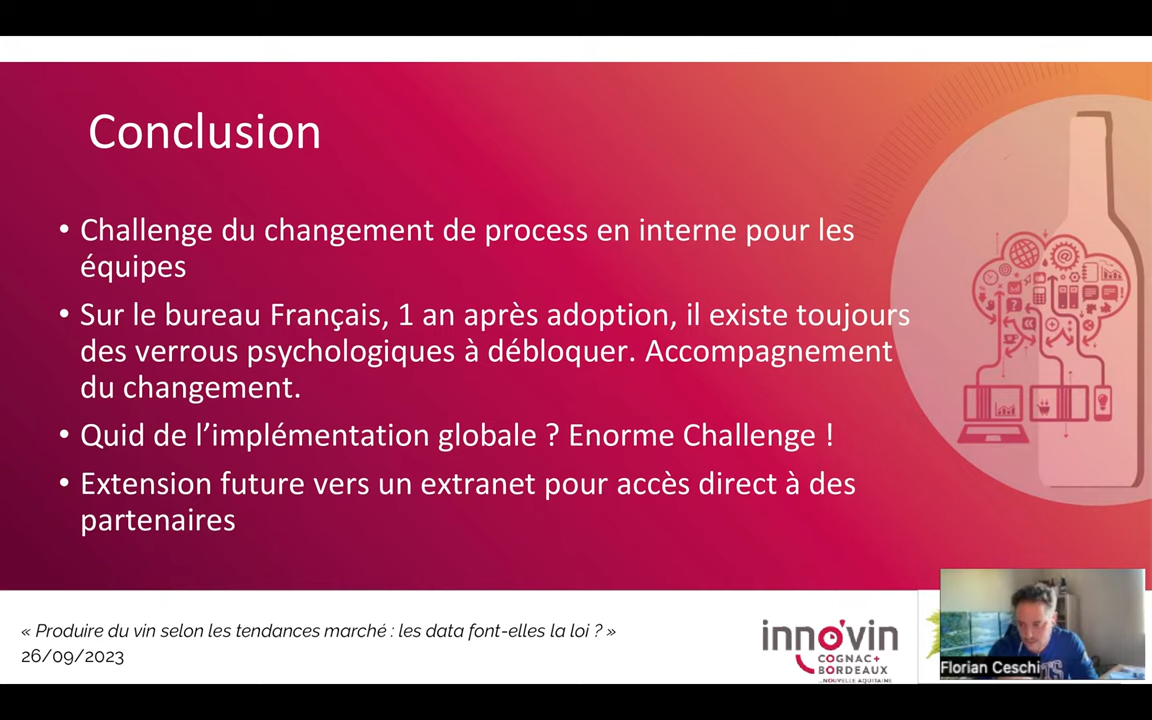 Conclusion
• Challenge du changement de process en interne pour les
équipes
• Sur le bureau Français, 1 an après adoption, il existe toujours
des verrous psychologiques à débloquer. Accompagnement
du changement.
• Quid de l’implémentation globale ? Enorme Challenge !
• Extension future vers un extranet pour accès direct à des
partenaires
« Produire du vin selon les tendances marché : les data font-elles la loi ? »
26/09/2023
inno'vin
COGNAC+
BORDEAUX
...NOUVELLE AQUITAINE
Florian Ceschi